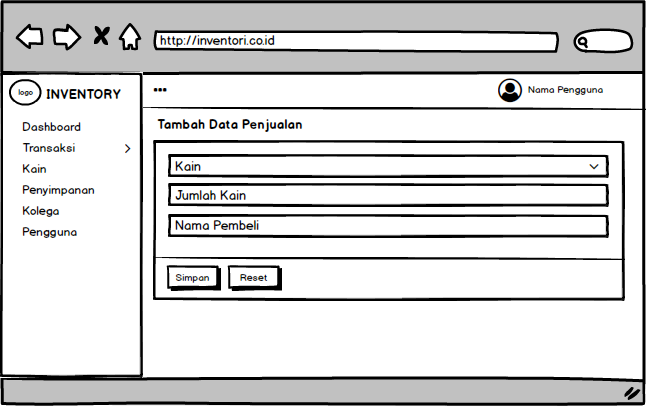 http://inventori.co.id
logo INVENTORY
Nama Pengguna
Dashboard
Transaksi
Kain
Penyimpanan
Kolega
Pengguna
Tambah Data Penjualan
Kain
Jumlah Kain
Nama Pembeli
Simpan Reset